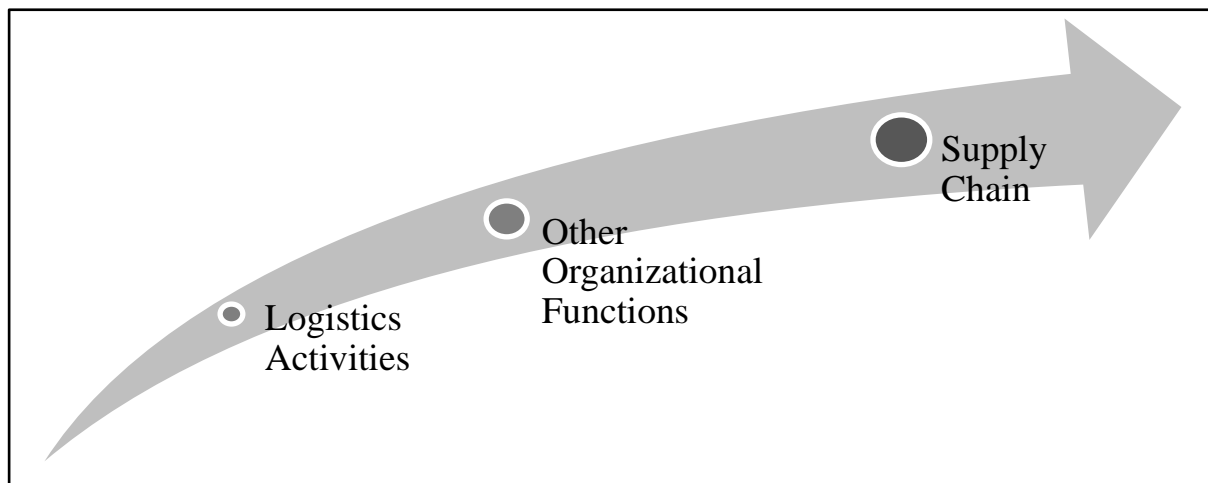 Logistics
Activities
Other
Organizational
Functions
Supply
Chain